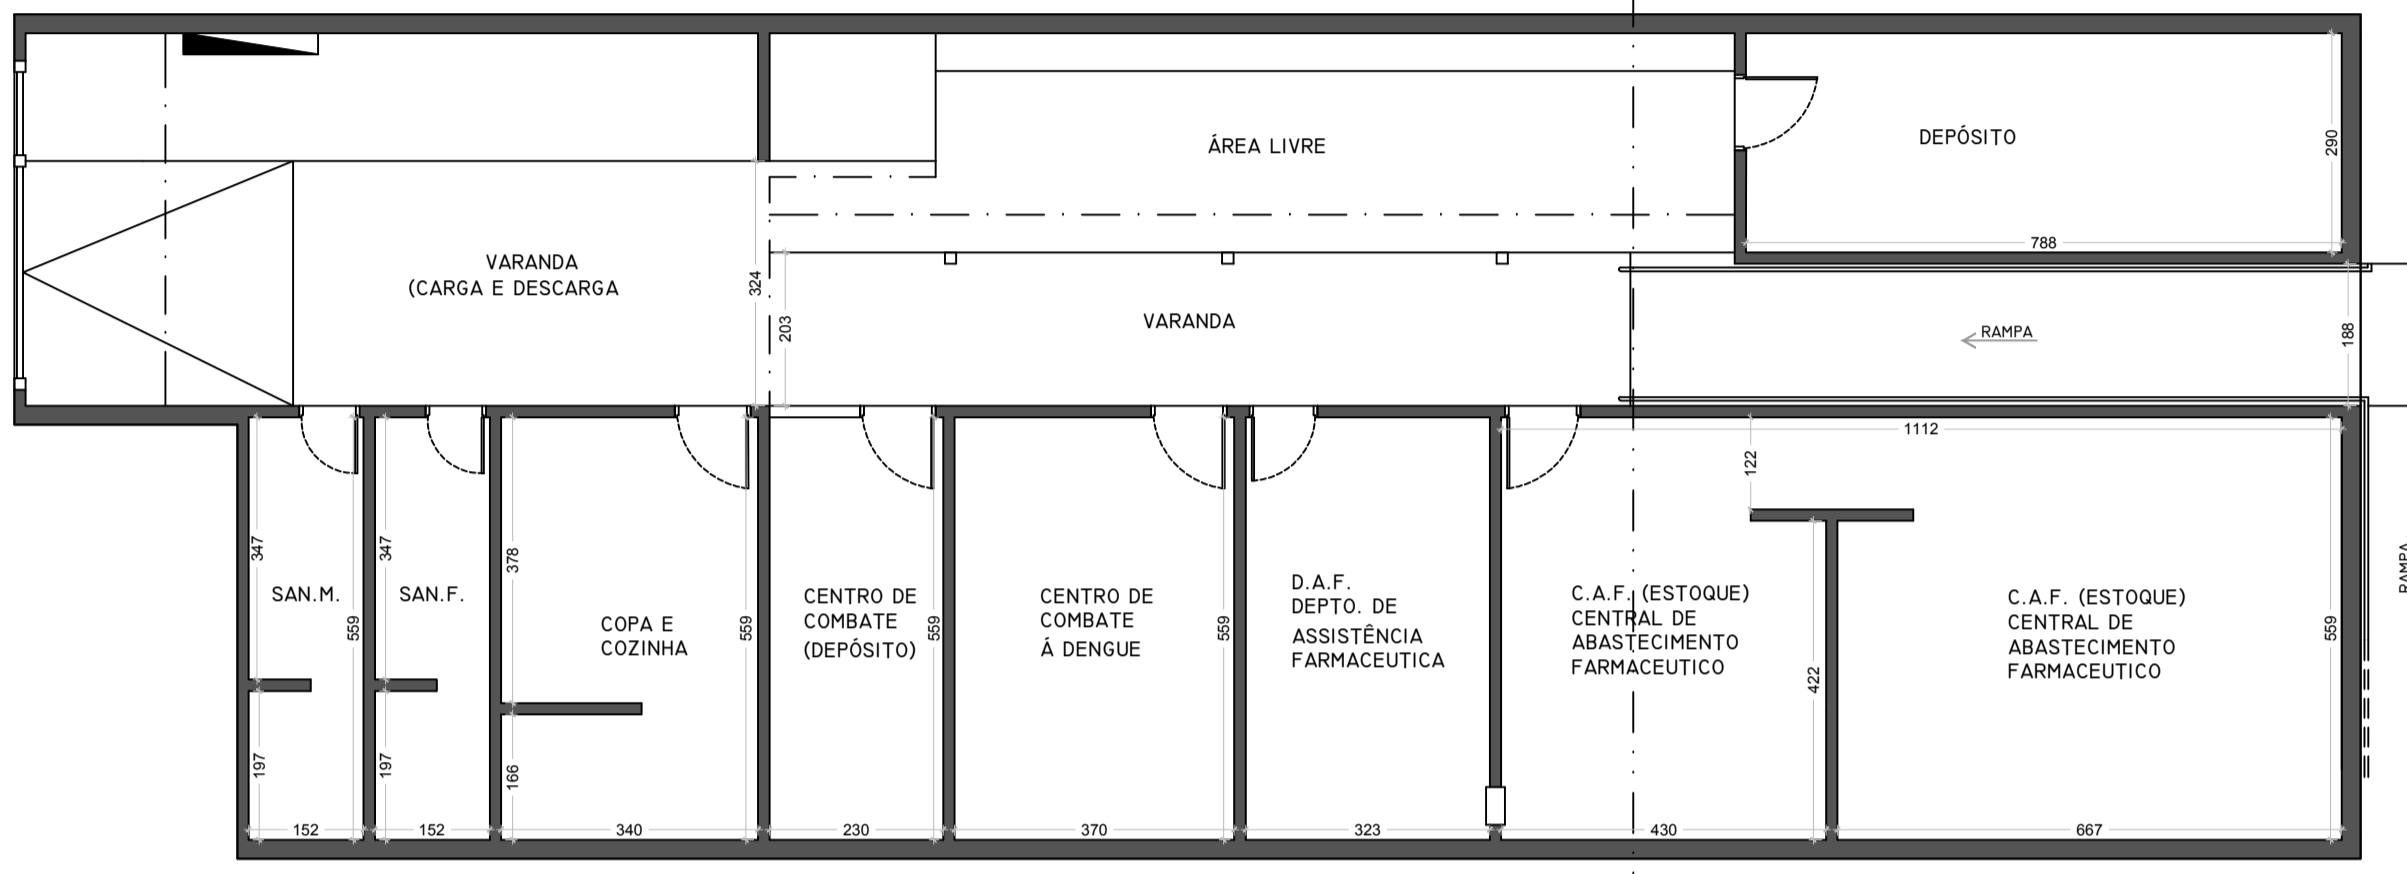 ÁREA LIVRE
DEPÓSITO
290
788
VARANDA
(CARGA E DESCARGA
324
203
VARANDA
RAMPA
188
1112
122
347
347
378
SAN.M.
559
SAN.F.
COPA E
COZINHA
559
CENTRO DE
COMBATE
(DEPÓSITO)
559
CENTRO DE
COMBATE
Á DENGUE
559
D.A.F.
DEPTO. DE
ASSISTÊNCIA
FARMACEUTICA
C.A.F. (ESTOQUE)
CENTRAL DE
ABASTECIMENTO
FARMACEUTICO
422
C.A.F. (ESTOQUE)
CENTRAL DE
ABASTECIMENTO
FARMACEUTICO
559
RAMPA
197
197
166
152
152
340
230
370
323
430
667